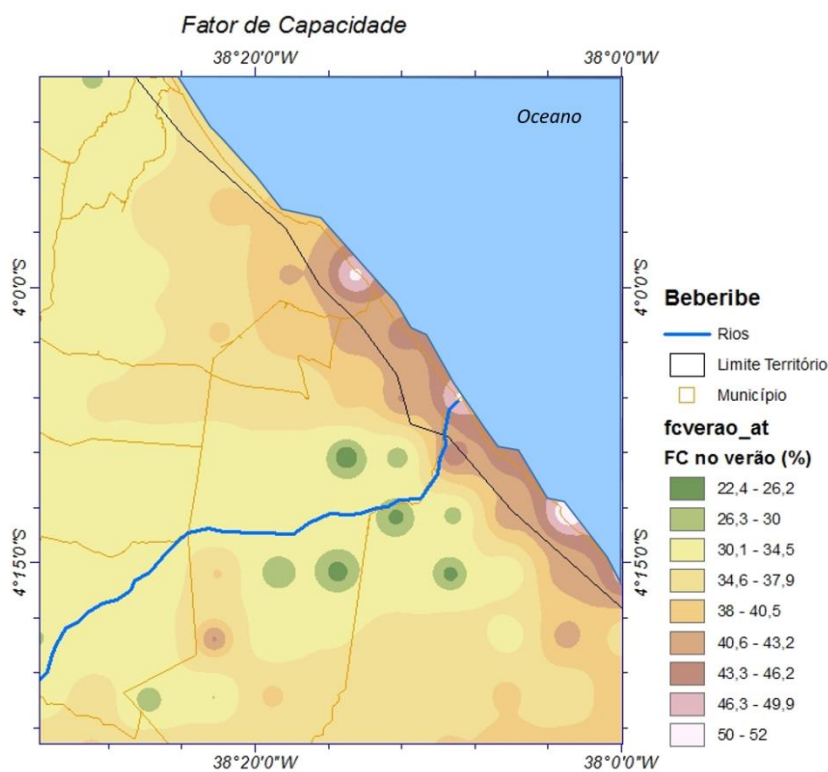 Fator de Capacidade
38°20'0"W
38°0'0"W
Oceano
4°0'0"S
4°0'0"S
4°15'0"S
4°15'0"S
38°20'0"W
38°0'0"W
Beberibe
Rios
Limite Território
Município
fcverao_at
FC no verão (%)
22,4 - 26,2
26,3 - 30
30,1 - 34,5
34,6 - 37,9
38 - 40,5
40,6 - 43,2
43,3 - 46,2
46,3 - 49,9
50 - 52